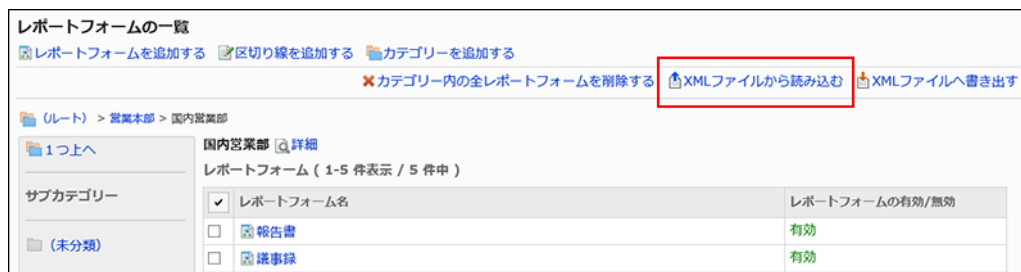 レポートフォームの一覧
レポートフォームを追加する 区切り線を追加する カテゴリーを追加する
カテゴリー内の全レポートフォームを削除する XMLファイルから読み込む XMLファイルへ書き出す
(ルート) > 営業本部 > 国内営業部
1つ上へ
サブカテゴリー
(未分類)
国内営業部 詳細
レポートフォーム ( 1-5 件表示 / 5 件中 )
レポートフォーム名 レポートフォームの有効/無効
報告書 有効
議事録 有効